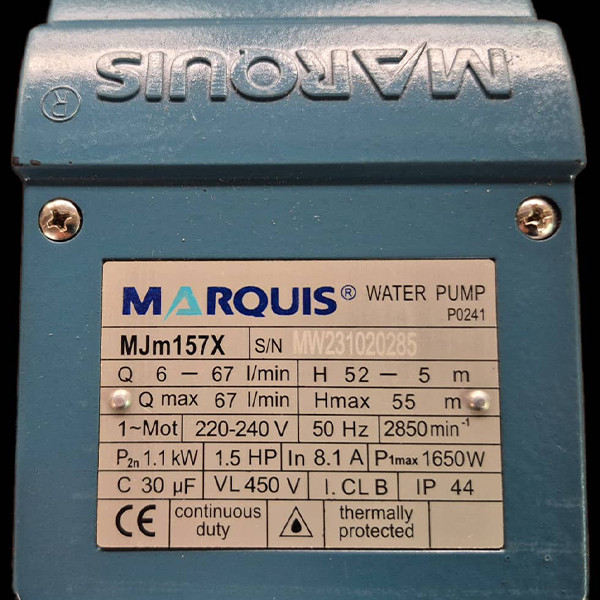 MARQUIS ®
MARQUIS® WATER PUMP
P0241
MJm157X S/N MW231020285
Q 6 – 67 l/min H 52 – 5 m
Q max 67 l/min Hmax 55 m
1~Mot 220-240 V 50 Hz 2850min⁻¹
P2n 1.1 kW 1.5 HP In 8.1 A P1max 1650W
C 30 µF VL 450 V I. CL B IP 44
CE continuous duty thermally protected